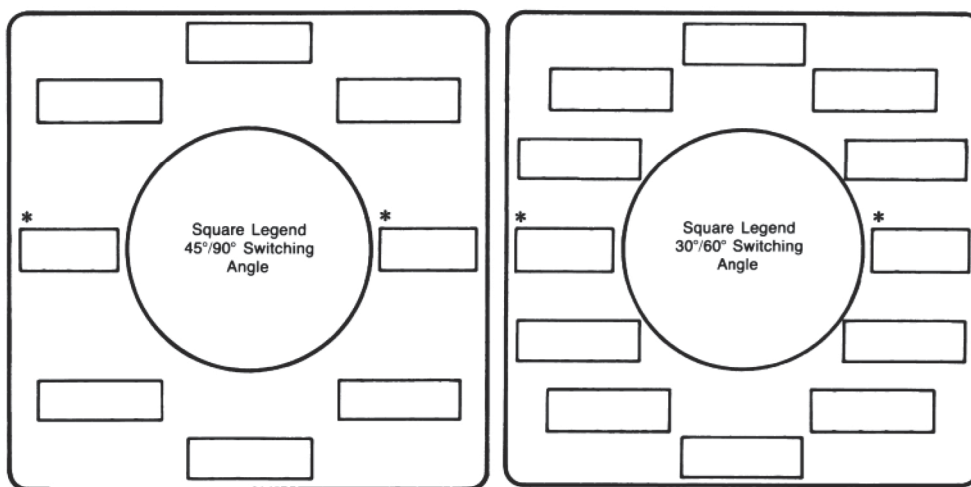 *
*
Square Legend
45°/90° Switching
Angle
*
*
Square Legend
30°/60° Switching
Angle